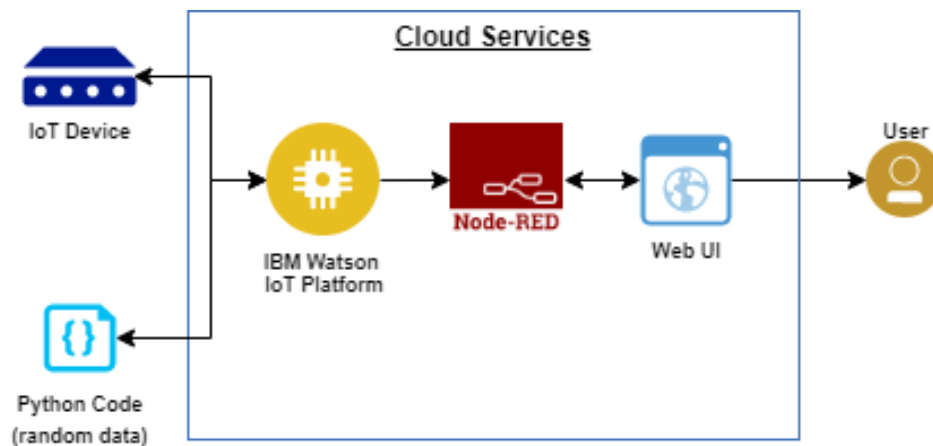 Cloud Services
IoT Device
User
Node-RED
Web UI
IBM Watson
IoT Platform
{ }
Python Code
(random data)